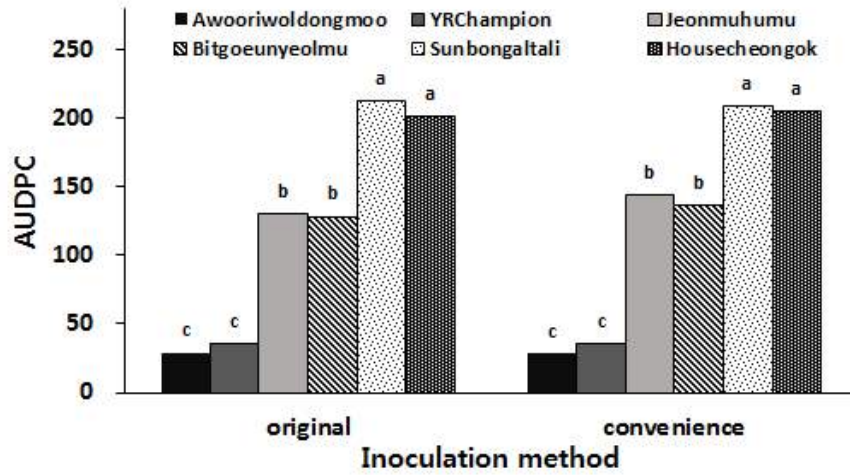 Awooriwoldongmoo YRChampion Jeonmuhumu
Bitgoeunyeolmu Sunbongaltali Housecheongok
250
200
150
100
50
0
AUDPC
c c b b a a
c c b b a a
original convenience
Inoculation method